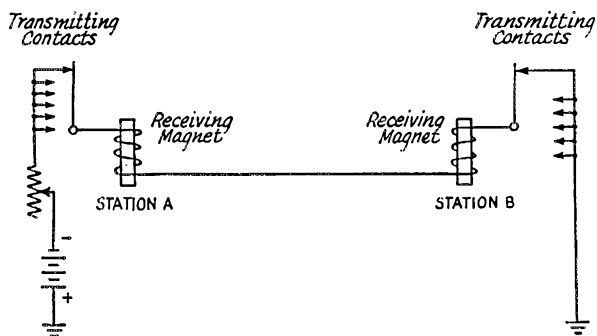 Transmitting
Contacts
Transmitting
Contacts
Receiving
Magnet
Receiving
Magnet
STATION A
STATION B
-
+